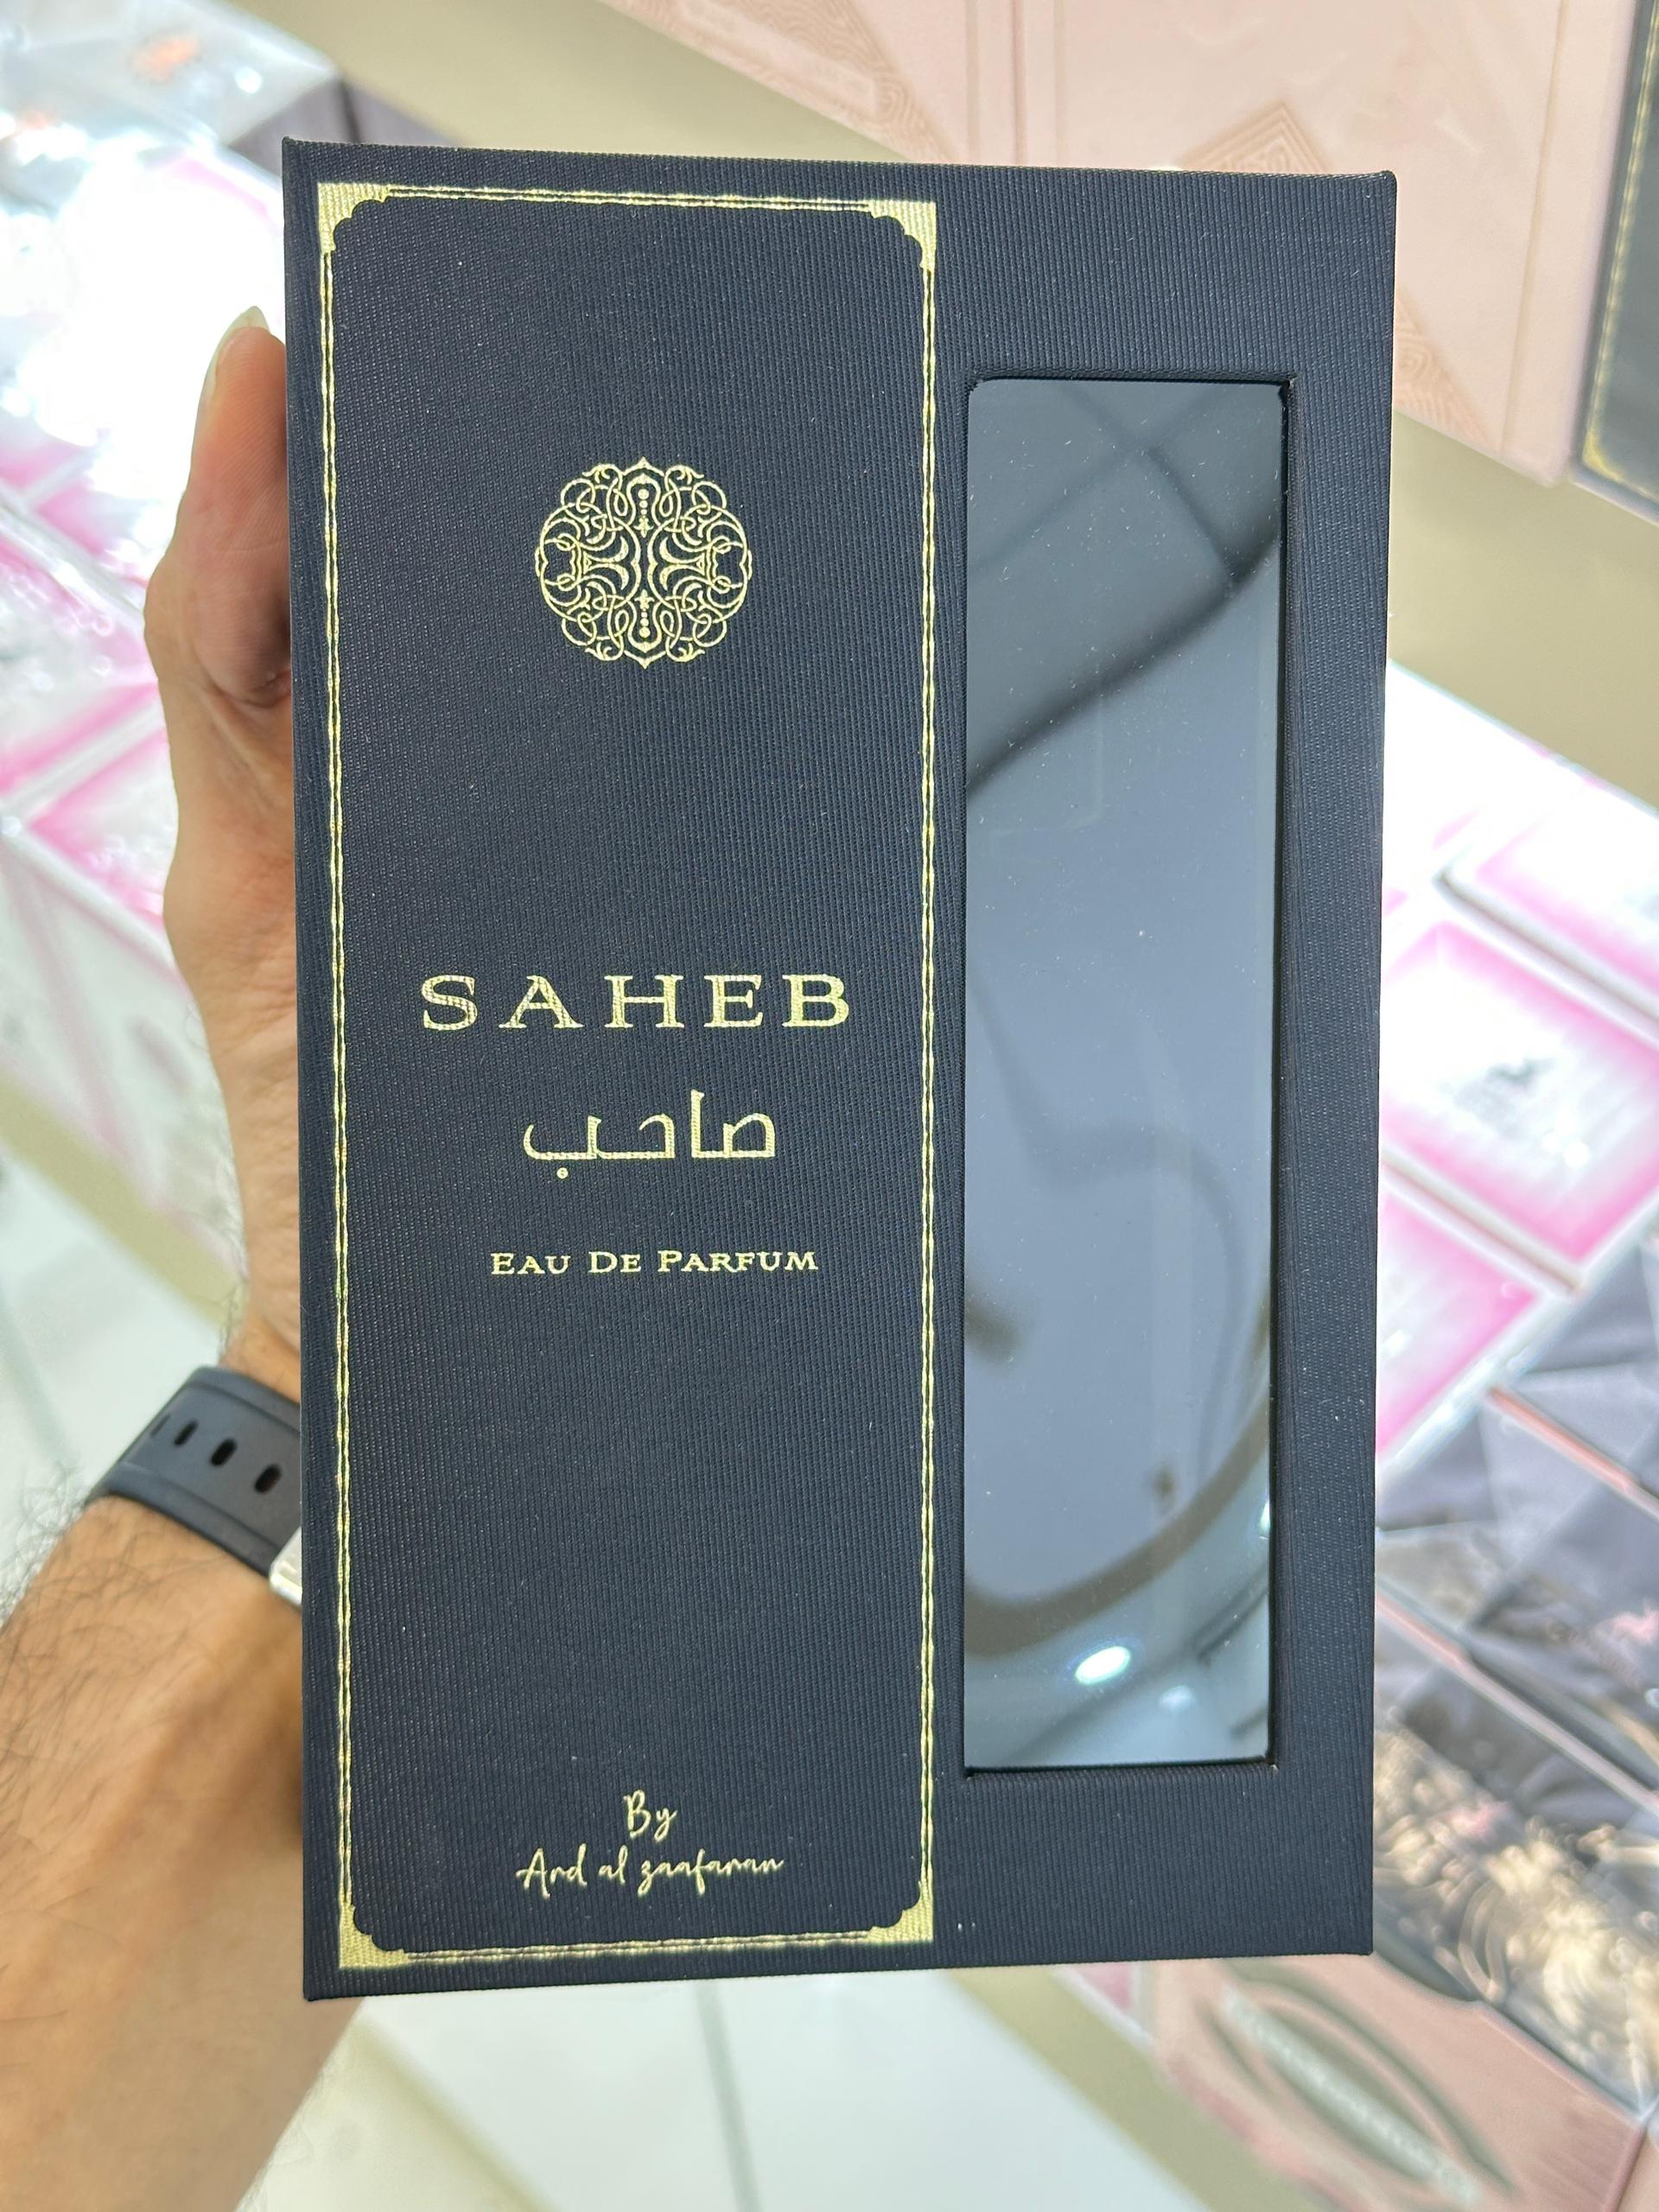 SAHEB
صاحب
EAU DE PARFUM
By
Ard al zaafaran